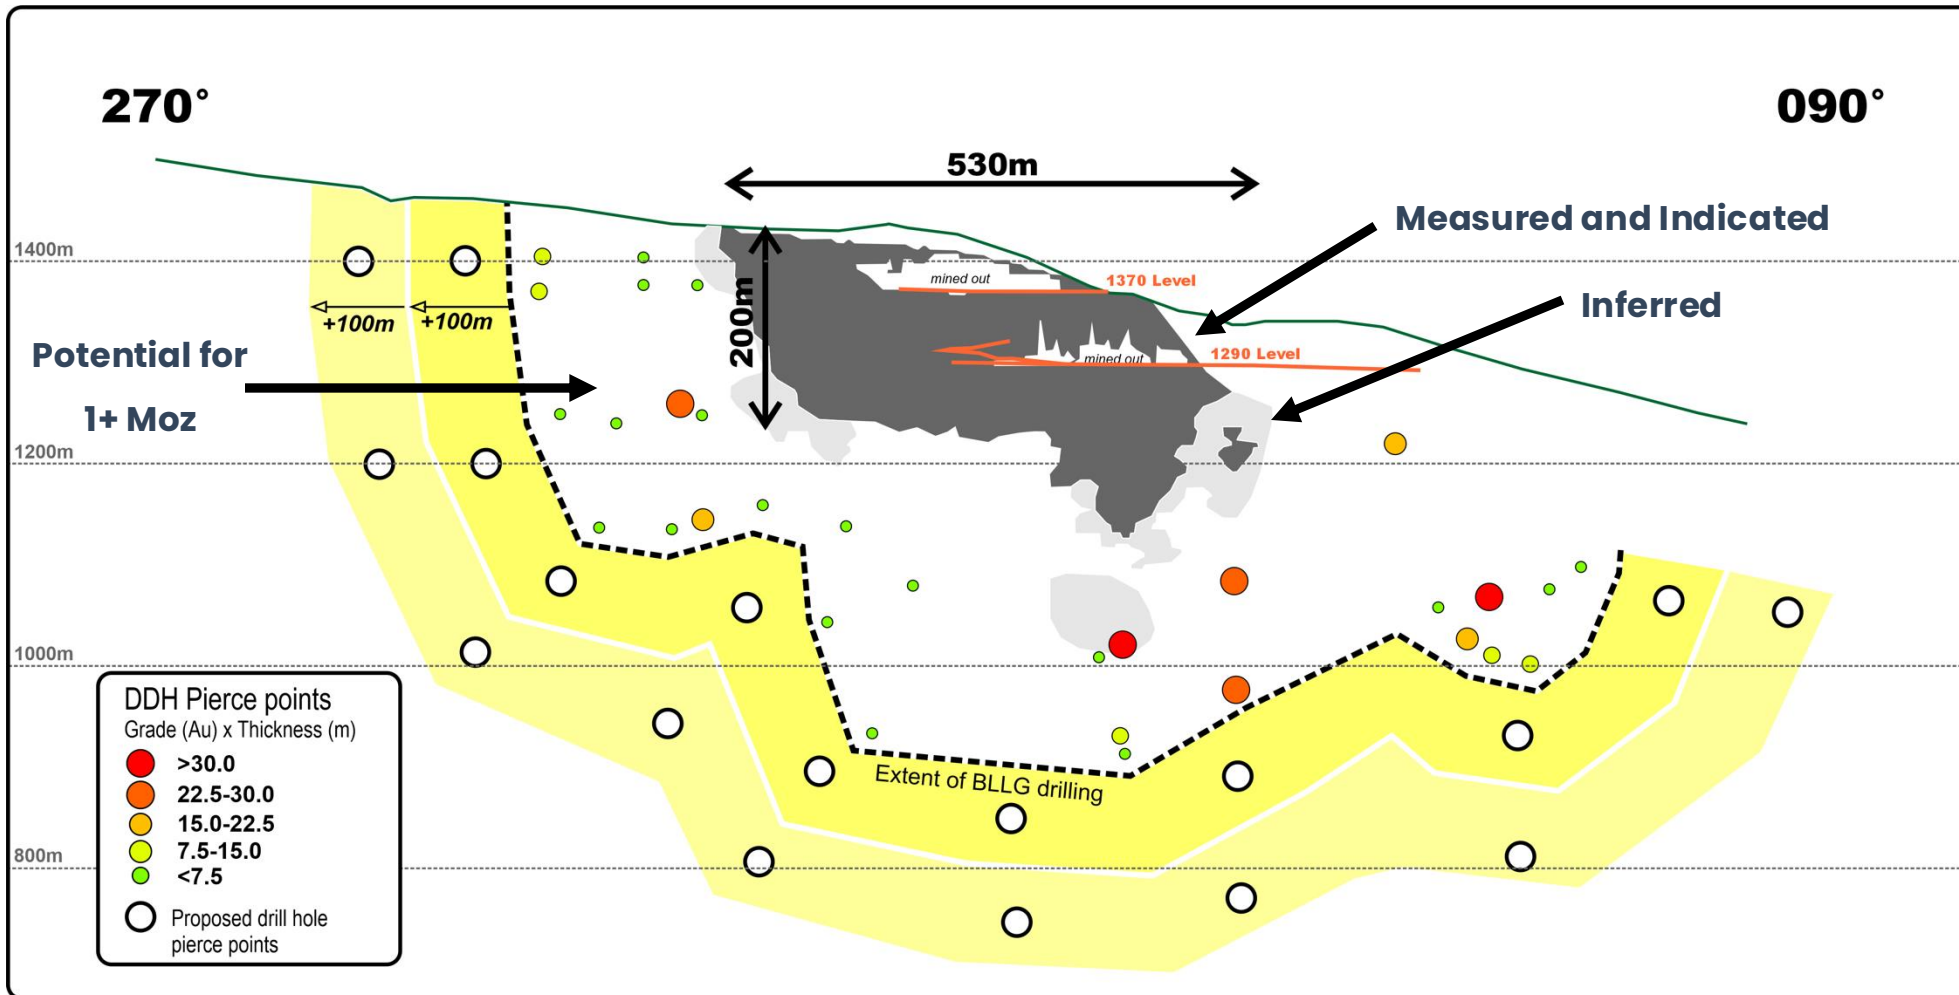 270°
090°
530m
Measured and Indicated
1400m
mined out
1370 Level
200m
Inferred
+100m
+100m
Potential for
1+ Moz
mined out
1290 Level
1200m
1000m
DDH Pierce points
Grade (Au) x Thickness (m)
>30.0
22.5-30.0
15.0-22.5
7.5-15.0
<7.5
Proposed drill hole
pierce points
Extent of BLLG drilling
800m